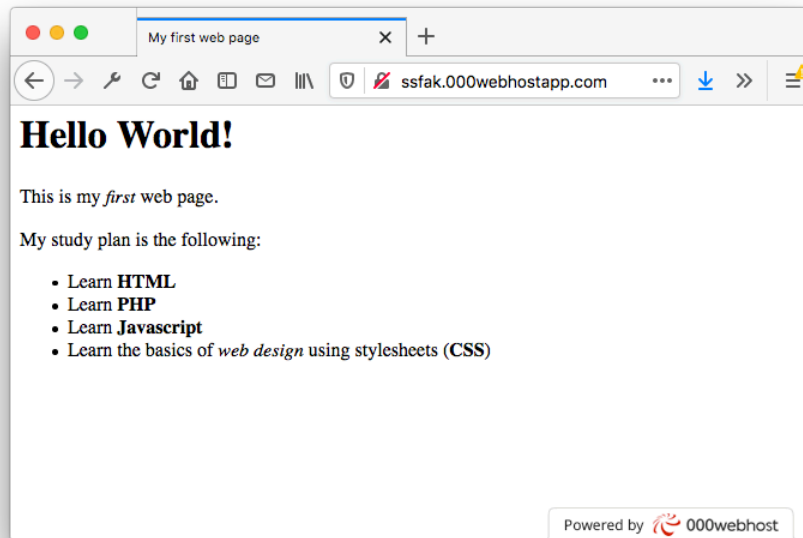 My first web page
ssfak.000webhostapp.com
Hello World!
This is my first web page.
My study plan is the following:
• Learn HTML
• Learn PHP
• Learn Javascript
• Learn the basics of web design using stylesheets (CSS)
Powered by 000webhost